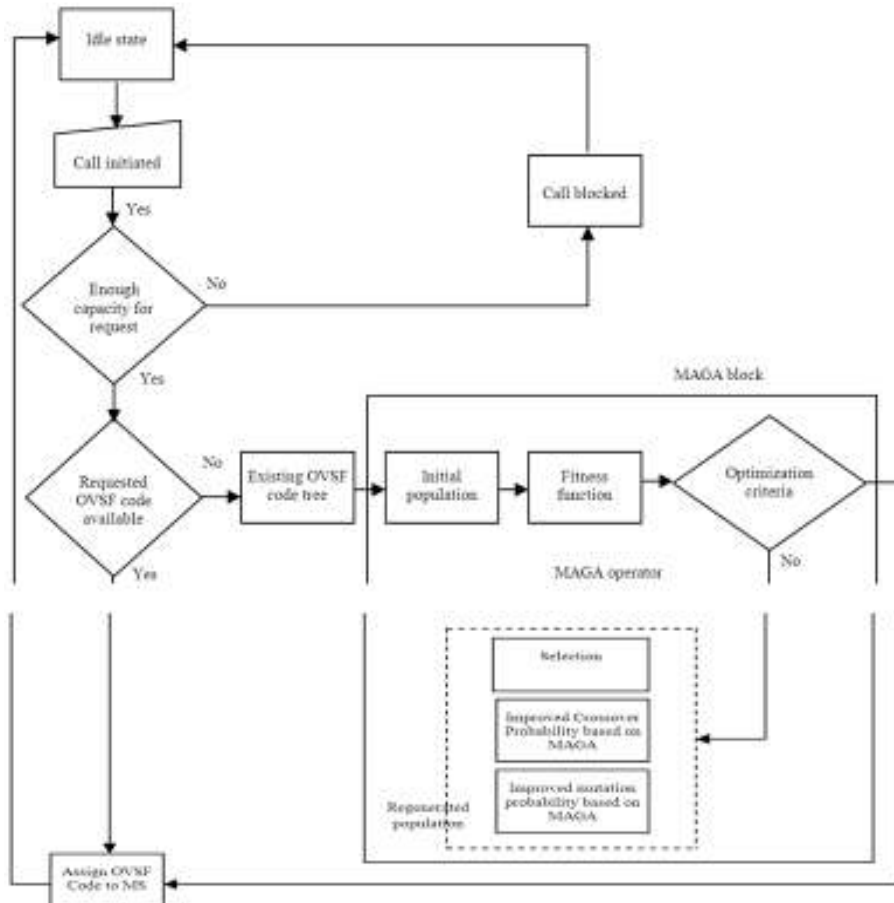 Idle state
Call initiated
Call blocked
Yes
Enough
capacity for
request
No
Yes
MAGA block
Requested
OVSF code
available
No
Existing OVSF
code tree
Initial
population
Fitness
function
Optimization
criteria
Yes
MAGA operator
No
Selection
Improved Crossover
Probability based on
MAGA
Improved mutation
probability based on
MAGA
Regenerated
population
Assign OVSF
Code to MS